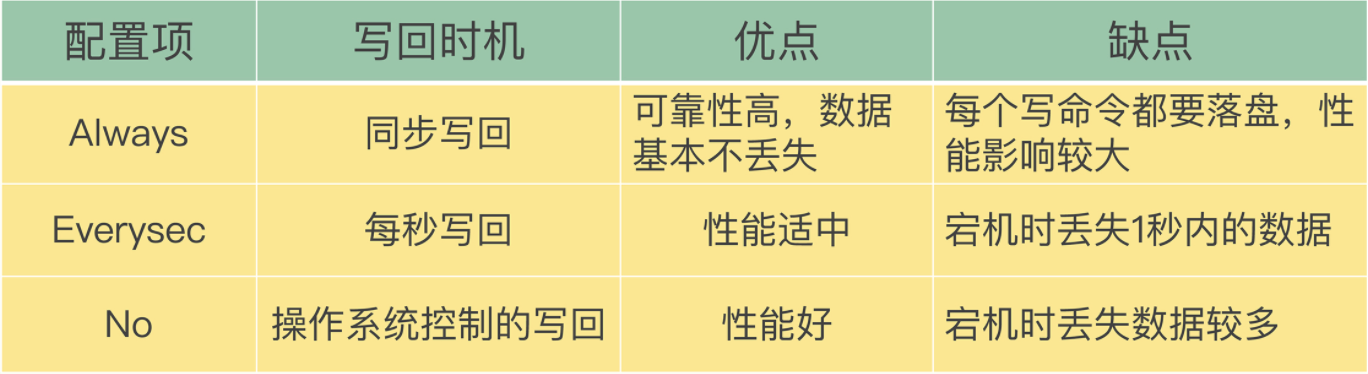 配置项 写回时机 优点 缺点
Always 同步写回 可靠性高，数据基本不丢失 每个写命令都要落盘，性能影响较大
Everysec 每秒写回 性能适中 宕机时丢失1秒内的数据
No 操作系统控制的写回 性能好 宕机时丢失数据较多